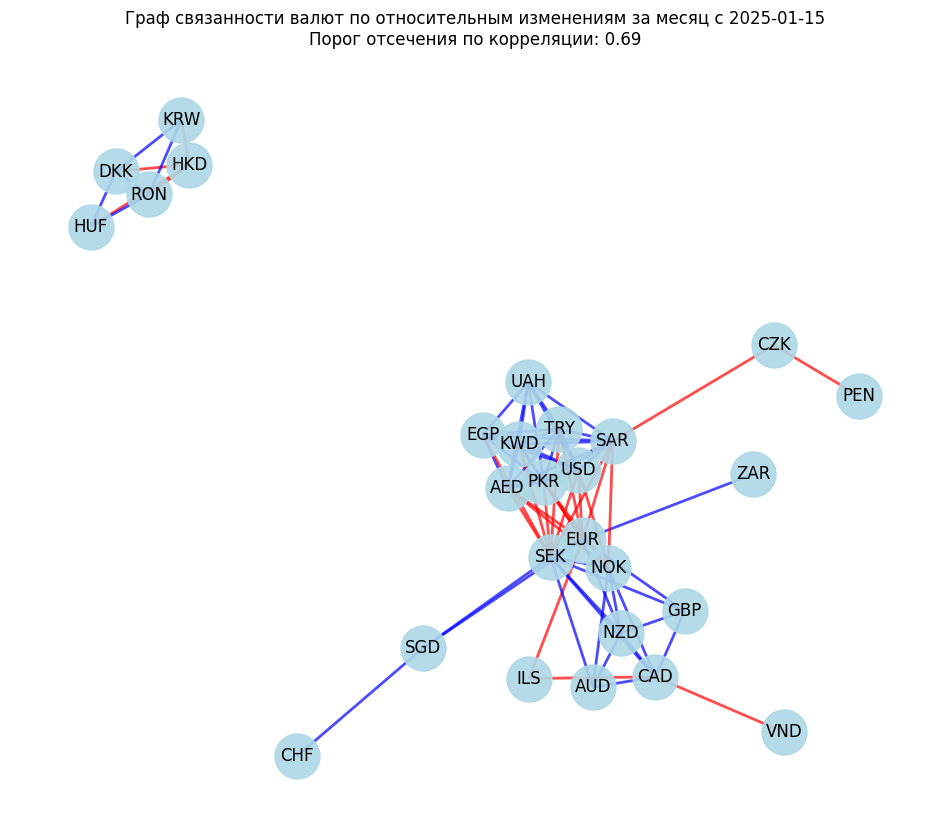 Граф связанности валют по относительным изменениям за месяц с 2025-01-15
Порог отсечения по корреляции: 0.69
KRW
HKD
DKK
RON
HUF
CZK
UAH
PEN
TRY
EGP
KWD
SAR
USD
ZAR
PKR
AED
EUR
SEK
NOK
GBP
NZD
SGD
CAD
ILS
AUD
VND
CHF